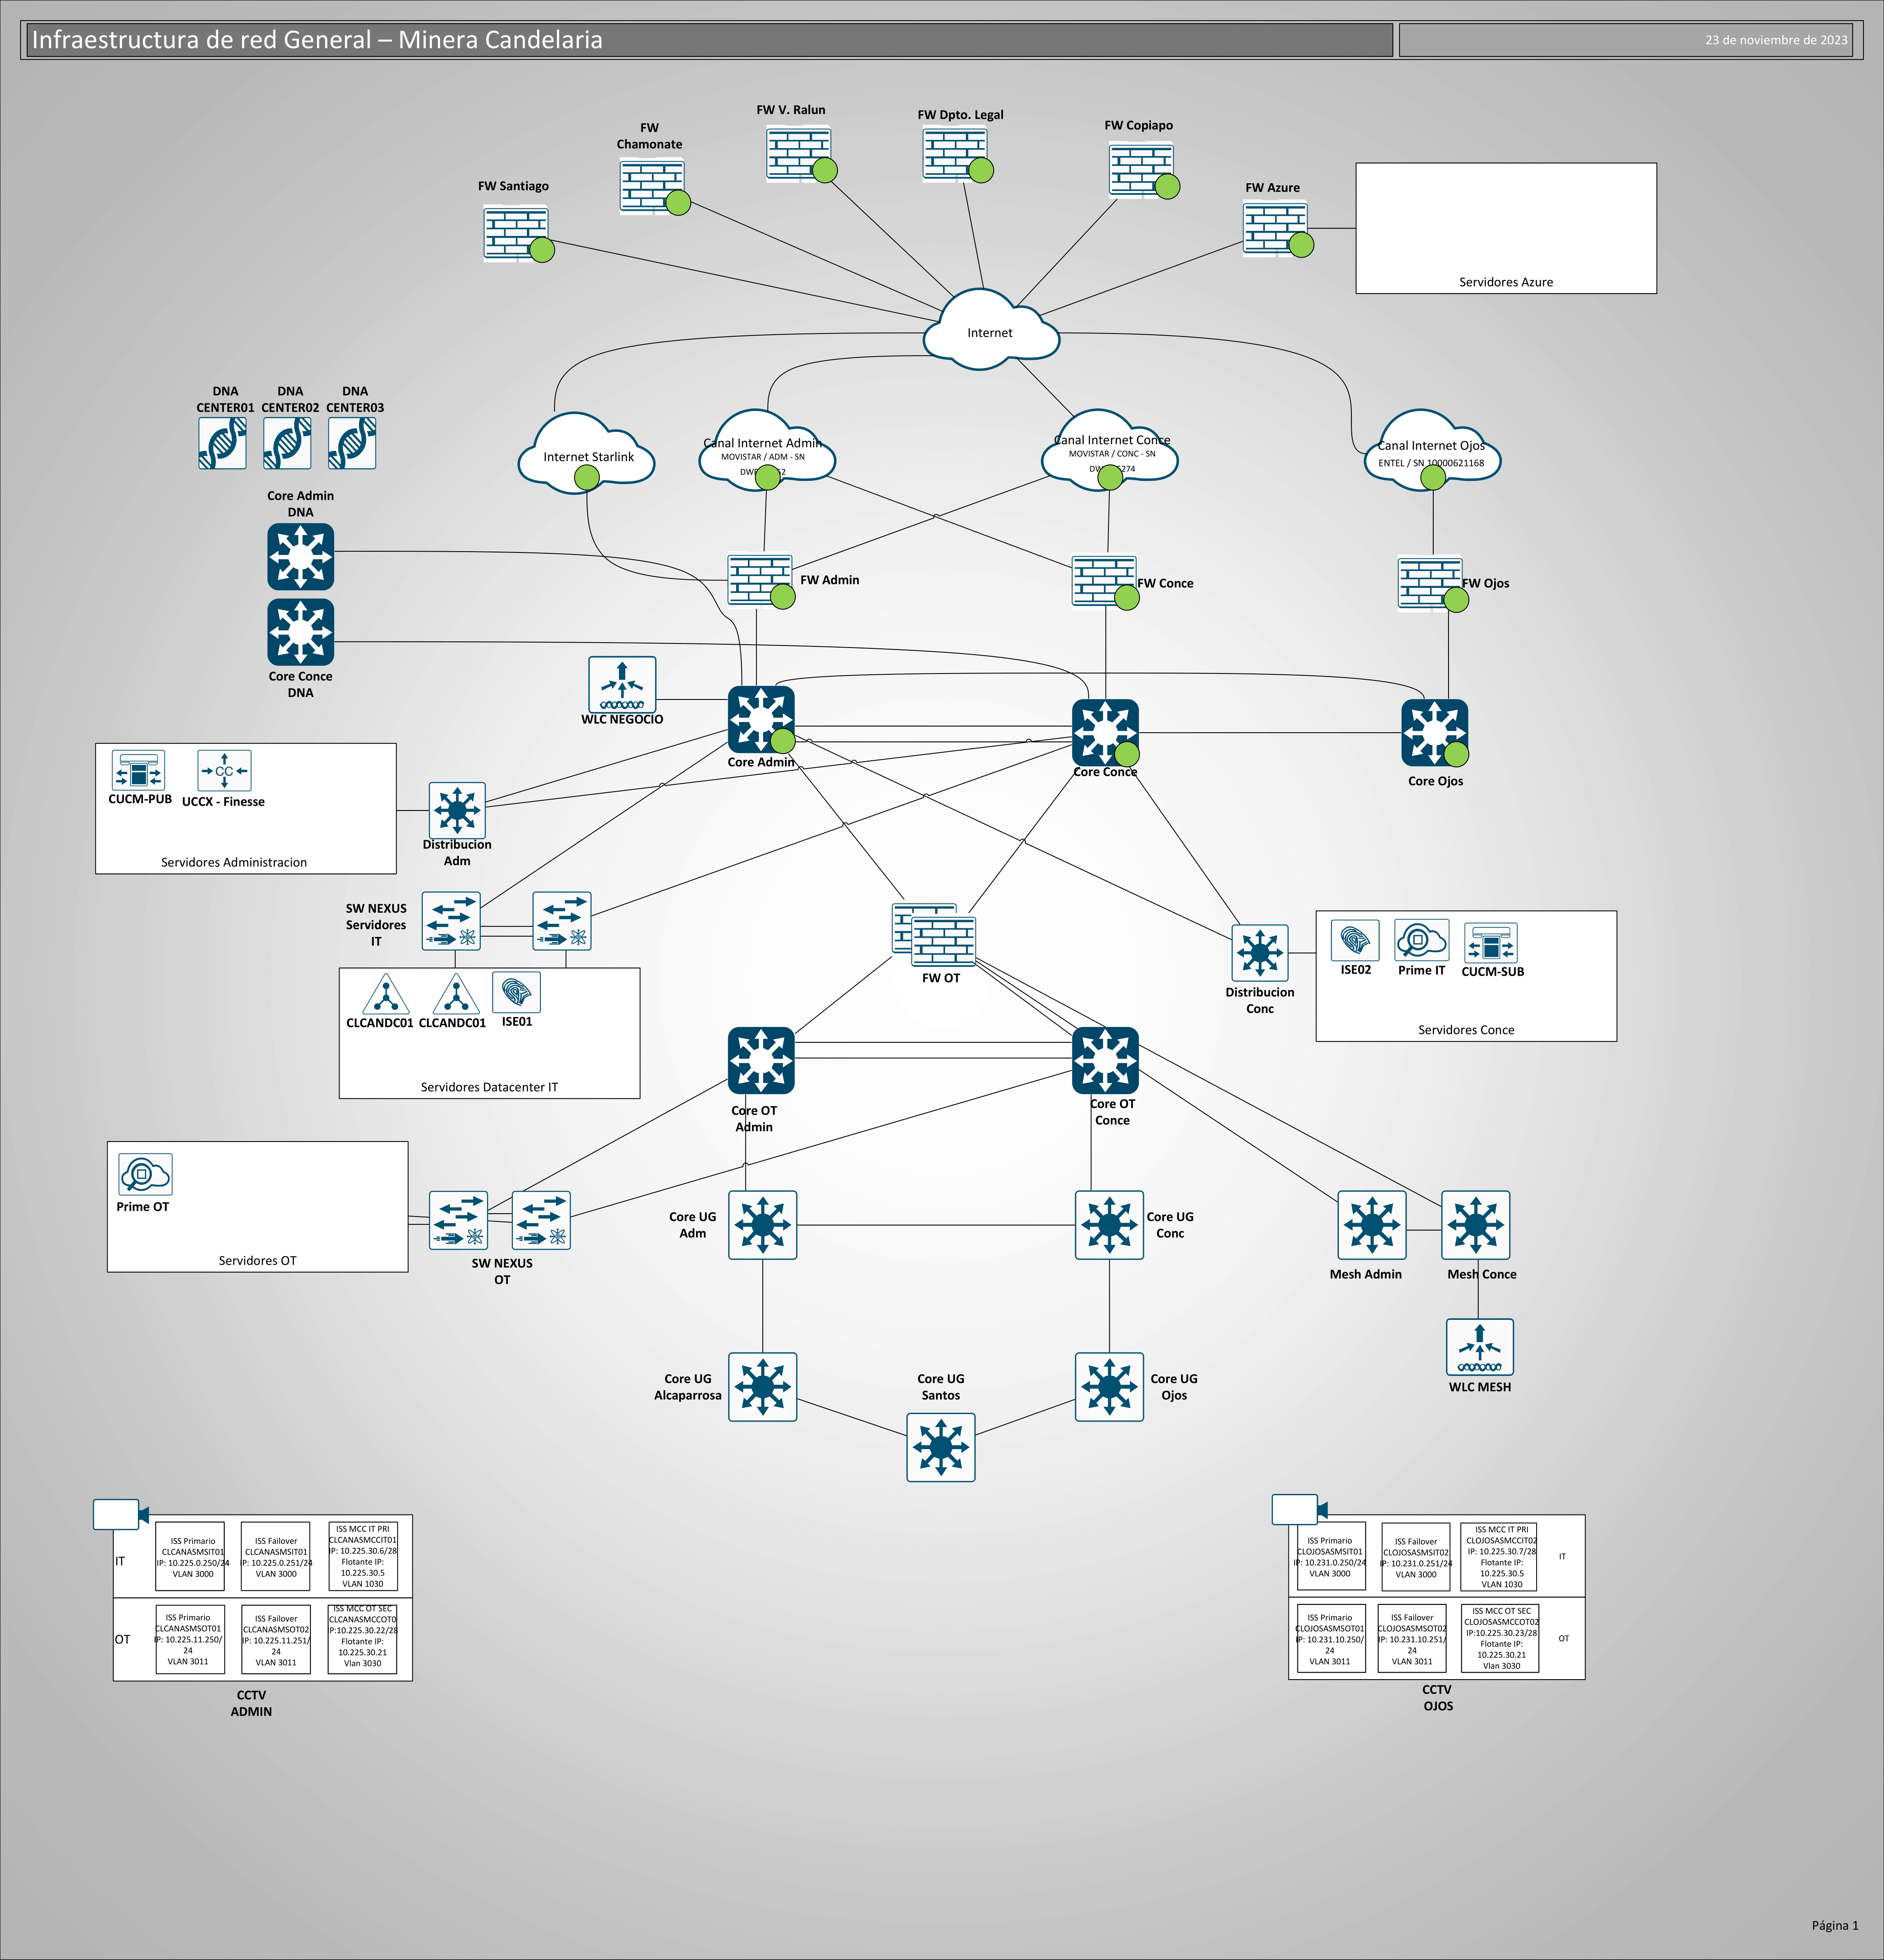 Infraestructura de red General – Minera Candelaria
23 de noviembre de 2023
FW V. Ralun
FW Dpto. Legal
FW Copiapo
FW
Chamonate
FW Santiago
FW Azure
Servidores Azure
Internet
DNA
CENTER01
DNA
CENTER02
DNA
CENTER03
Internet Starlink
Canal Internet Admin
MOVISTAR / ADM - SN
Canal Internet Conce
MOVISTAR / CONC - SN
Canal Internet Ojos
ENTEL / SN 10000621168
Core Admin
DNA
FW Admin
FW Conce
FW Ojos
Core Conce
DNA
WLC NEGOCIO
Core Admin
Core Conce
Core Ojos
CUCM-PUB
UCCX - Finesse
CC
Servidores Administracion
Distribucion
Adm
SW NEXUS
Servidores
IT
FW OT
Distribucion
Conc
ISE02
Prime IT
CUCM-SUB
Servidores Conce
CLCANDC01
CLCANDC01
ISE01
Servidores Datacenter IT
Core OT
Admin
Core OT
Conce
Prime OT
Servidores OT
SW NEXUS
OT
Core UG
Adm
Core UG
Conc
Mesh Admin
Mesh Conce
WLC MESH
Core UG
Alcaparrosa
Core UG
Santos
Core UG
Ojos
IT
ISS Primario
CLCANASMSIT01
IP: 10.225.0.250/24
VLAN 3000
ISS Failover
CLCANASMSIT01
IP: 10.225.0.251/24
VLAN 3000
ISS MCC IT PRI
CLCANASMCCIT01
IP: 10.225.30.6/28
Flotante IP:
10.225.30.5
VLAN 1030
OT
ISS Primario
CLCANASMSOT01
IP: 10.225.11.250/
24
VLAN 3011
ISS Failover
CLCANASMSOT02
IP: 10.225.11.251/
24
VLAN 3011
ISS MCC OT SEC
CLCANASMCCOT0
P:10.225.30.22/28
Flotante IP:
10.225.30.21
Vlan 3030
CCTV
ADMIN
ISS Primario
CLOJOSASMSIT01
IP: 10.231.0.250/24
VLAN 3000
ISS Failover
CLOJOSASMSIT02
IP: 10.231.0.251/24
VLAN 3000
ISS MCC IT PRI
CLOJOSASMCCIT02
IP: 10.225.30.7/28
Flotante IP:
10.225.30.5
VLAN 1030
IT
ISS Primario
CLOJOSASMSOT01
IP: 10.231.10.250/
24
VLAN 3011
ISS Failover
CLOJOSASMSOT02
IP: 10.231.10.251/
24
VLAN 3011
ISS MCC OT SEC
CLOJOSASMCCOT02
IP:10.225.30.23/28
Flotante IP:
10.225.30.21
Vlan 3030
OT
CCTV
OJOS
Página 1